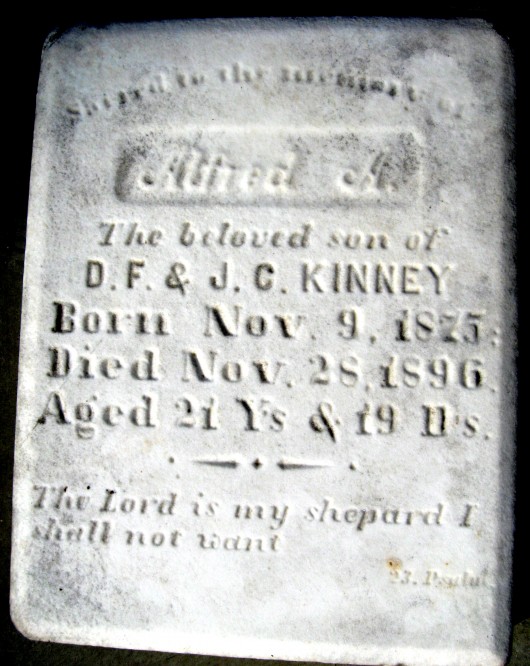 Sacred to the memory of
Alfred A.
The beloved son of
D. F. & J. C. KINNEY
Born Nov. 9, 1875;
Died Nov. 28, 1896.
Aged 21 Ys & 19 D's.
The Lord is my shepard I
shall not want
23. Psalm.